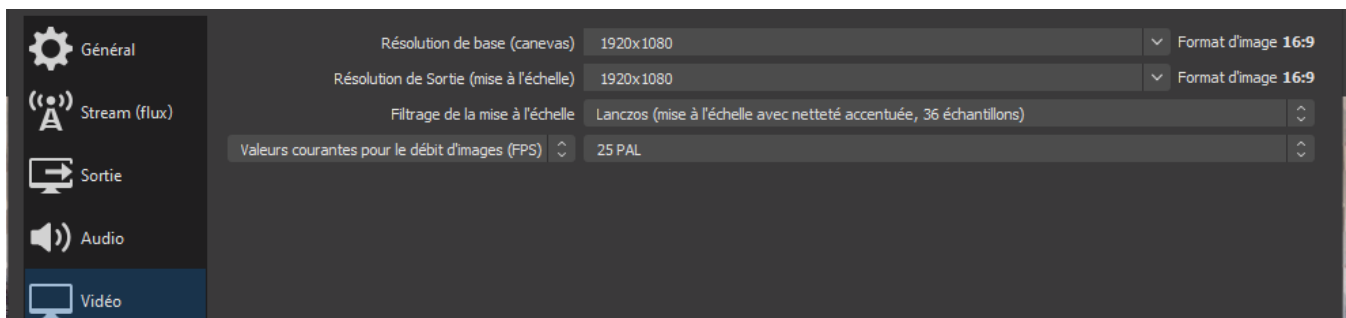 Général
Stream (flux)
Sortie
Audio
Vidéo
Résolution de base (canevas) 1920x1080 Format d'image 16:9
Résolution de Sortie (mise à l'échelle) 1920x1080 Format d'image 16:9
Filtrage de la mise à l'échelle Lanczos (mise à l'échelle avec netteté accentuée, 36 échantillons)
Valeurs courantes pour le débit d'images (FPS) 25 PAL